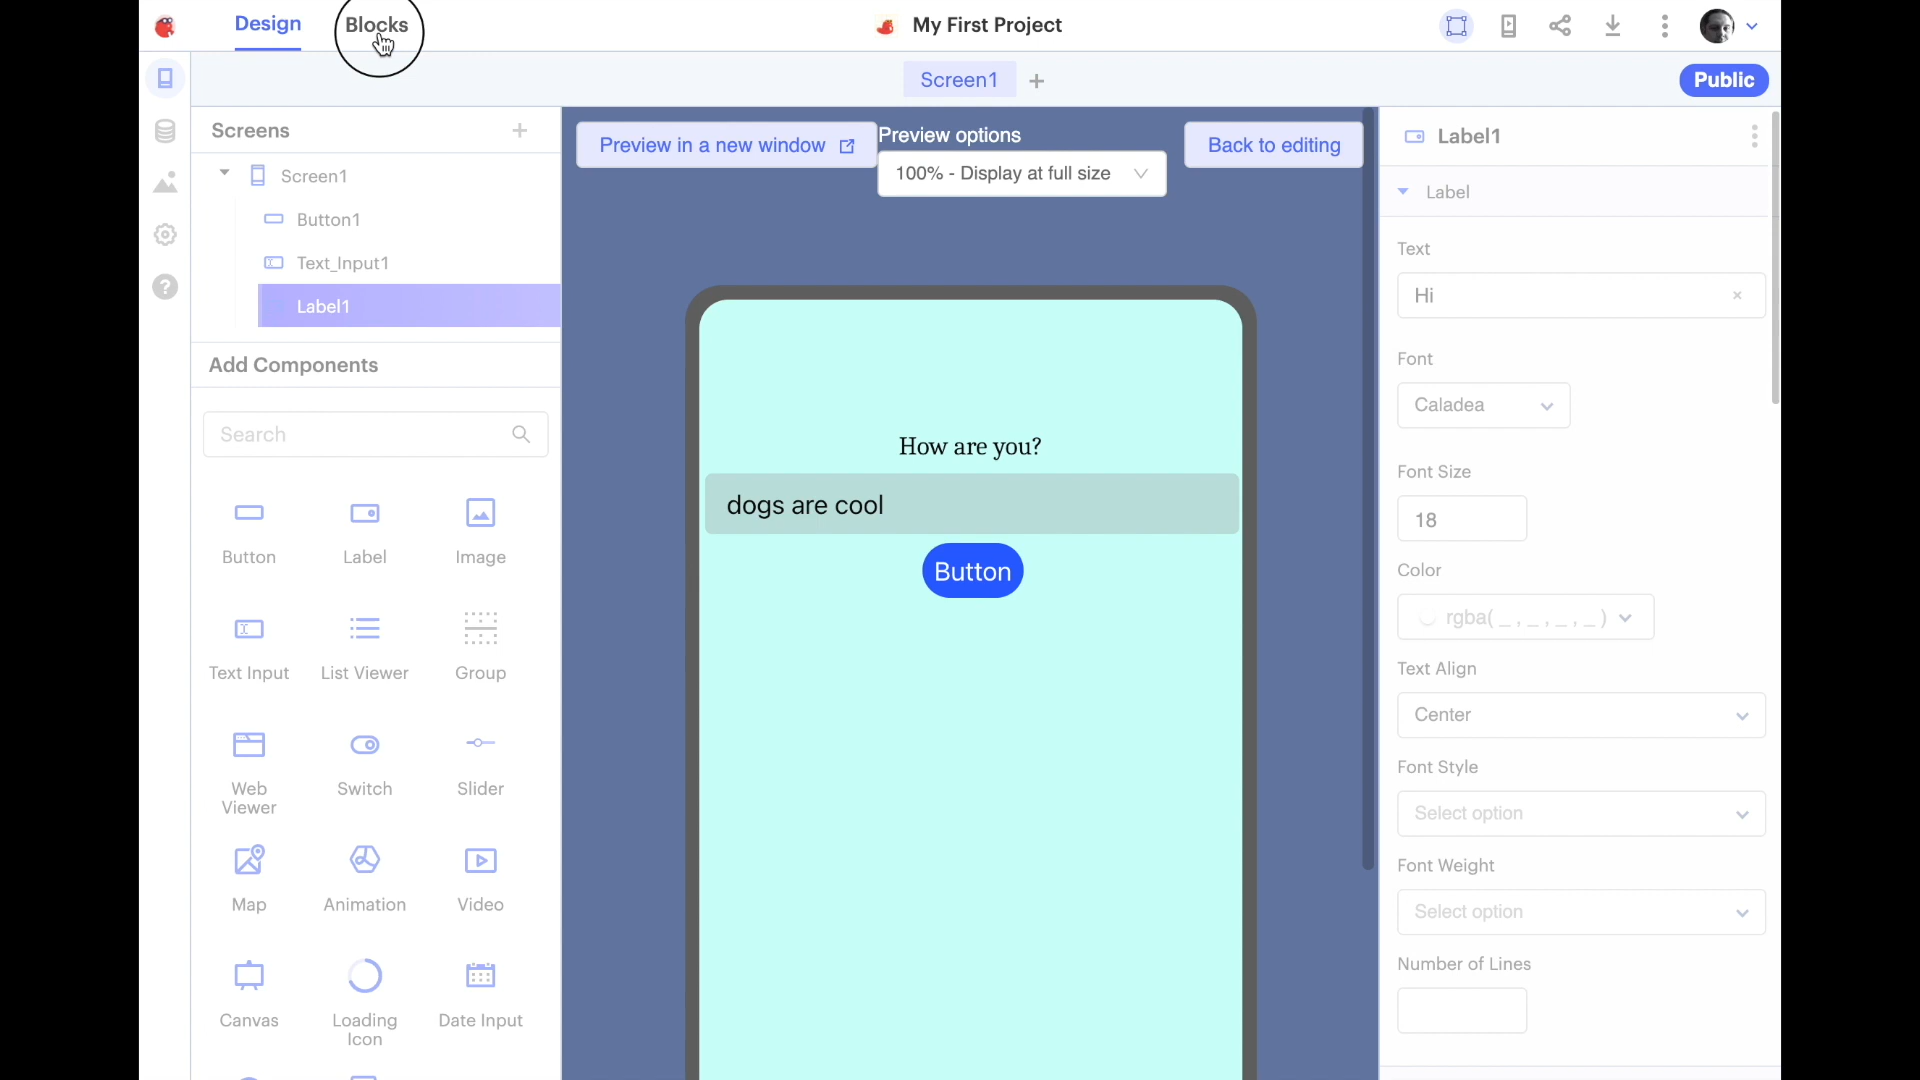 Design
Blocks
My First Project
Screen1
Public
Screens
Screen1
Button1
Text_Input1
Label1
Add Components
Search
Button
Label
Image
Text Input
List Viewer
Group
Web
Viewer
Switch
Slider
Map
Animation
Video
Canvas
Loading
Icon
Date Input
Preview in a new window
Preview options
100% - Display at full size
Back to editing
How are you?
dogs are cool
Button
Label1
Label
Text
Hi
Font
Caladea
Font Size
18
Color
rgba( _ , _ , _ , _ )
Text Align
Center
Font Style
Select option
Font Weight
Select option
Number of Lines